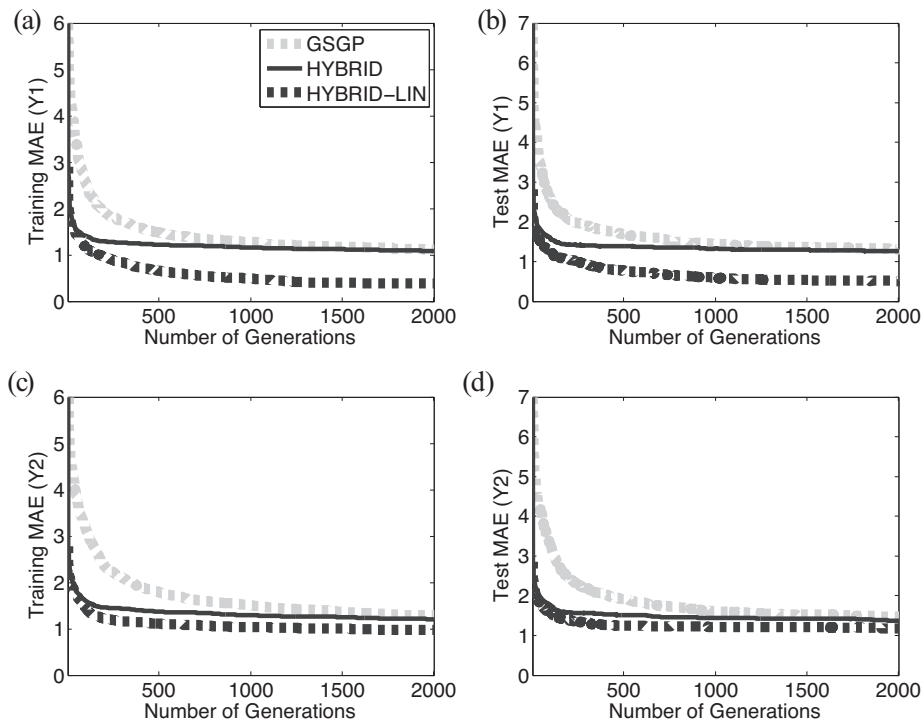 (a)
6
5
4
3
2
1
0
Training MAE (Y1)
GSGP
HYBRID
HYBRID-LIN
500 1000 1500 2000
Number of Generations
(b)
7
6
5
4
3
2
1
0
Test MAE (Y1)
500 1000 1500 2000
Number of Generations
(c)
6
5
4
3
2
1
0
Training MAE (Y2)
500 1000 1500 2000
Number of Generations
(d)
7
6
5
4
3
2
1
0
Test MAE (Y2)
500 1000 1500 2000
Number of Generations